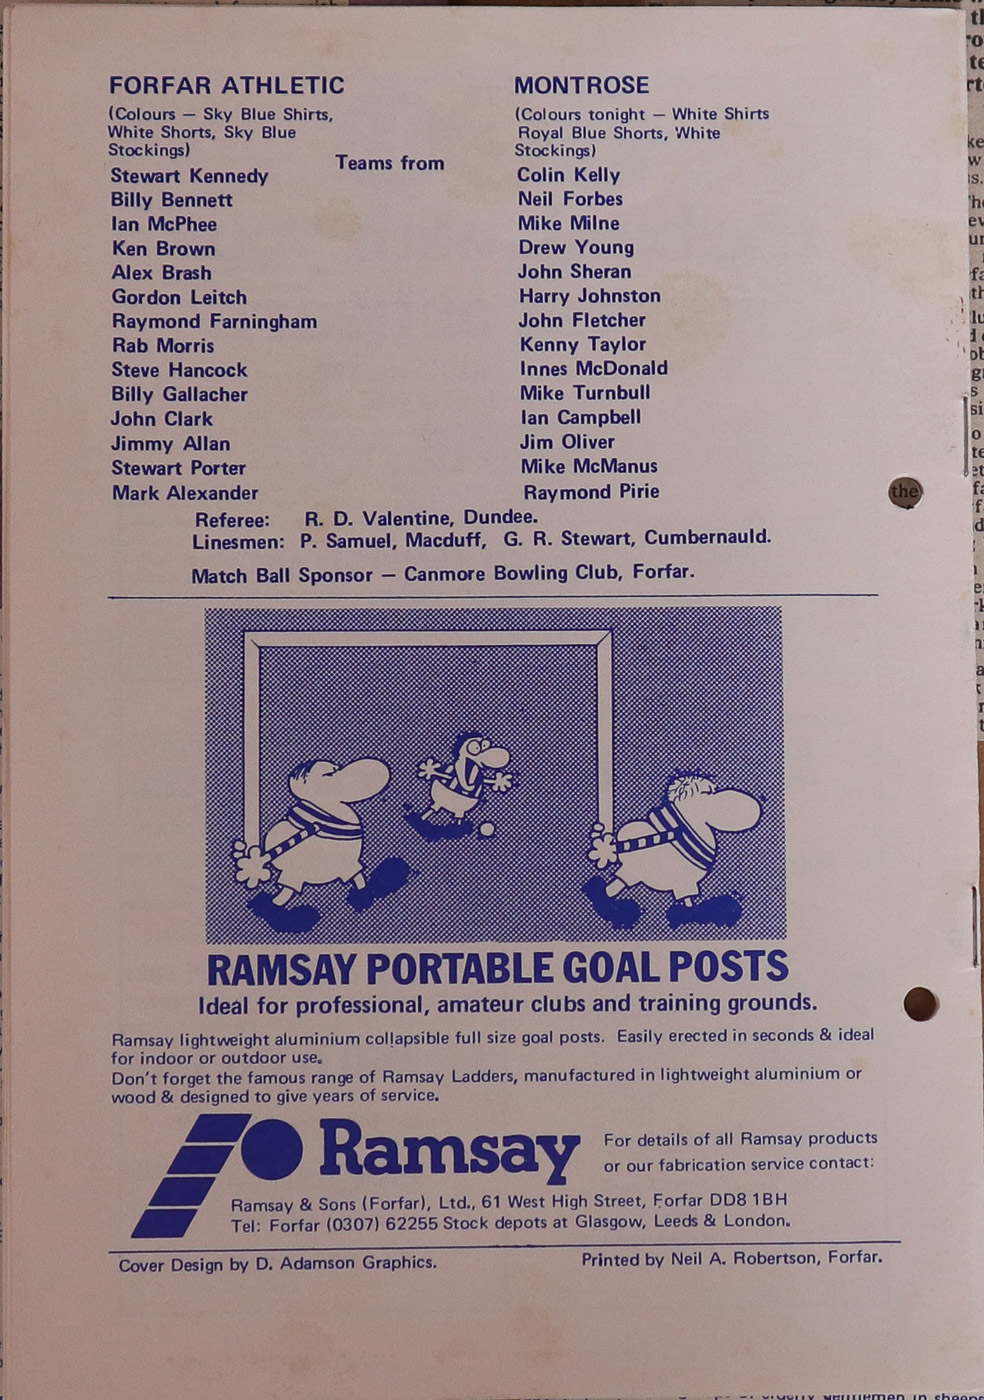 FORFAR ATHLETIC
(Colours — Sky Blue Shirts,
White Shorts, Sky Blue
Stockings)
Teams from
Stewart Kennedy
Billy Bennett
Ian McPhee
Ken Brown
Alex Brash
Gordon Leitch
Raymond Farningham
Rab Morris
Steve Hancock
Billy Gallacher
John Clark
Jimmy Allan
Stewart Porter
Mark Alexander
MONTROSE
(Colours tonight — White Shirts
Royal Blue Shorts, White
Stockings)
Colin Kelly
Neil Forbes
Mike Milne
Drew Young
John Sheran
Harry Johnston
John Fletcher
Kenny Taylor
Innes McDonald
Mike Turnbull
Ian Campbell
Jim Oliver
Mike McManus
Raymond Pirie
the
Referee: R. D. Valentine, Dundee.
Linesmen: P. Samuel, Macduff, G. R. Stewart, Cumbernauld.
Match Ball Sponsor — Canmore Bowling Club, Forfar.
RAMSAY PORTABLE GOAL POSTS
Ideal for professional, amateur clubs and training grounds.
Ramsay lightweight aluminium collapsible full size goal posts. Easily erected in seconds & ideal
for indoor or outdoor use.
Don't forget the famous range of Ramsay Ladders, manufactured in lightweight aluminium or
wood & designed to give years of service.
Ramsay
For details of all Ramsay products
or our fabrication service contact:
Ramsay & Sons (Forfar), Ltd., 61 West High Street, Forfar DD8 1BH
Tel: Forfar (0307) 62255 Stock depots at Glasgow, Leeds & London.
Cover Design by D. Adamson Graphics.
Printed by Neil A. Robertson, Forfar.